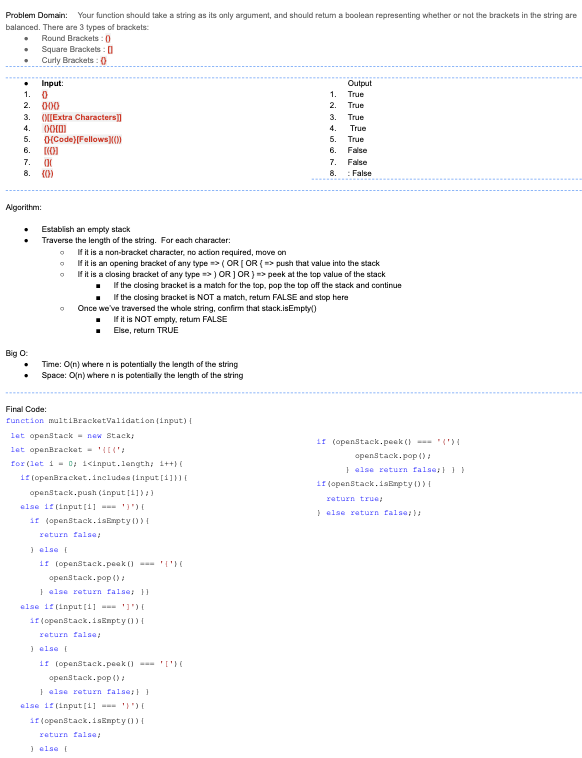 Problem Domain: Your function should take a string as its only argument, and should return a boolean representing whether or not the brackets in the string are
balanced. There are 3 types of brackets:
● Round Brackets : ()
● Square Brackets : []
● Curly Brackets : {}
● Input:
1. {}
2. {}(){}
3. ()[[Extra Characters]]
4. (){}[[]]
5. {}{Code}[Fellows](())
6. [({}]
7. (](
8. {(})
Output
1. True
2. True
3. True
4. True
5. True
6. False
7. False
8. : False
Algorithm:
● Establish an empty stack
● Traverse the length of the string. For each character:
○ If it is a non-bracket character, no action required, move on
○ If it is an opening bracket of any type => ( OR [ OR { => push that value into the stack
○ If it is a closing bracket of any type => ) OR ] OR } => peek at the top value of the stack
■ If the closing bracket is a match for the top, pop the top off the stack and continue
■ If the closing bracket is NOT a match, return FALSE and stop here
○ Once we've traversed the whole string, confirm that stack.isEmpty()
■ If it is NOT empty, return FALSE
■ Else, return TRUE
Big O:
● Time: O(n) where n is potentially the length of the string
● Space: O(n) where n is potentially the length of the string
Final Code:
function multiBracketValidation(input){
let openStack = new Stack;
let openBracket = '{[(';
for(let i = 0; i<input.length; i++){
if(openBracket.includes(input[i])){
openStack.push(input[i]);}
else if(input[i] === '}'){
if (openStack.isEmpty()){
return false;
} else {
if (openStack.peek() === '{'){
openStack.pop();
} else return false; }}
else if(input[i] === ']'){
if(openStack.isEmpty()){
return false;
} else {
if (openStack.peek() === '['){
openStack.pop();
} else return false;} }
else if(input[i] === ')'){
if(openStack.isEmpty()){
return false;
} else {
if (openStack.peek() === '('){
openStack.pop();
} else return false;} } }
if(openStack.isEmpty()){
return true;
} else return false;};